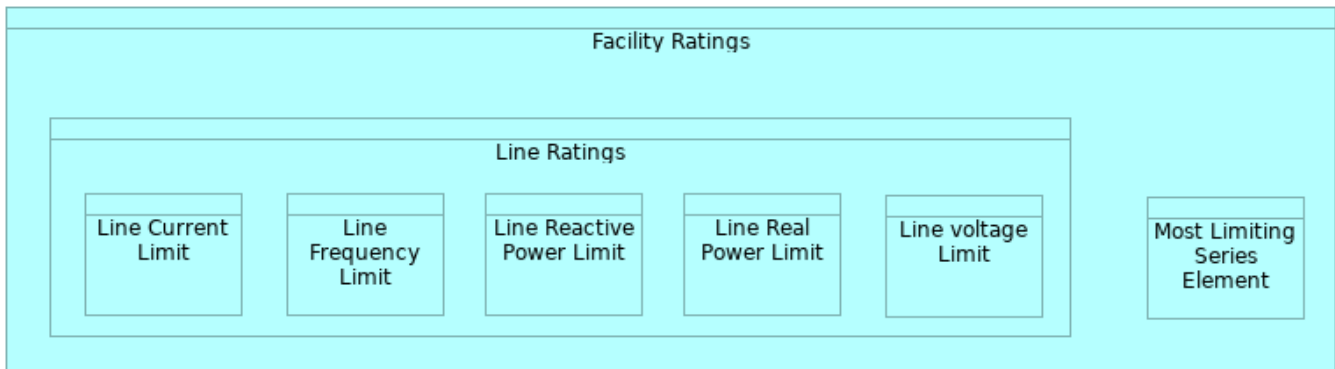 Facility Ratings
Line Ratings
Line Current
Limit
Line
Frequency
Limit
Line Reactive
Power Limit
Line Real
Power Limit
Line voltage
Limit
Most Limiting
Series
Element